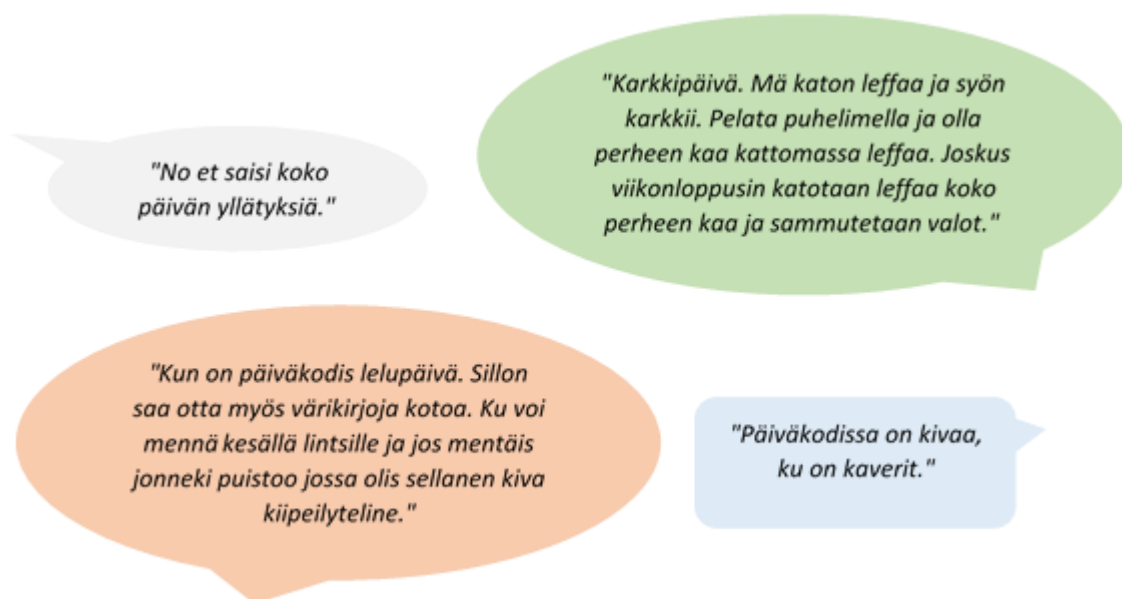 "No et saisi koko
päivän yllätyksiä."
"Karkkipäivä. Mä katon leffaa ja syön
karkkii. Pelata puhelimella ja olla
perheen kaa kattomassa leffaa. Joskus
viikonloppusin katotaan leffaa koko
perheen kaa ja sammutetaan valot."
"Kun on päiväkodis lelupäivä. Sillon
saa otta myös värikirjoja kotoa. Ku voi
mennä kesällä lintsille ja jos mentäis
jonneki puistoo jossa olis sellanen kiva
kiipeilyteline."
"Päiväkodissa on kivaa,
ku on kaverit."